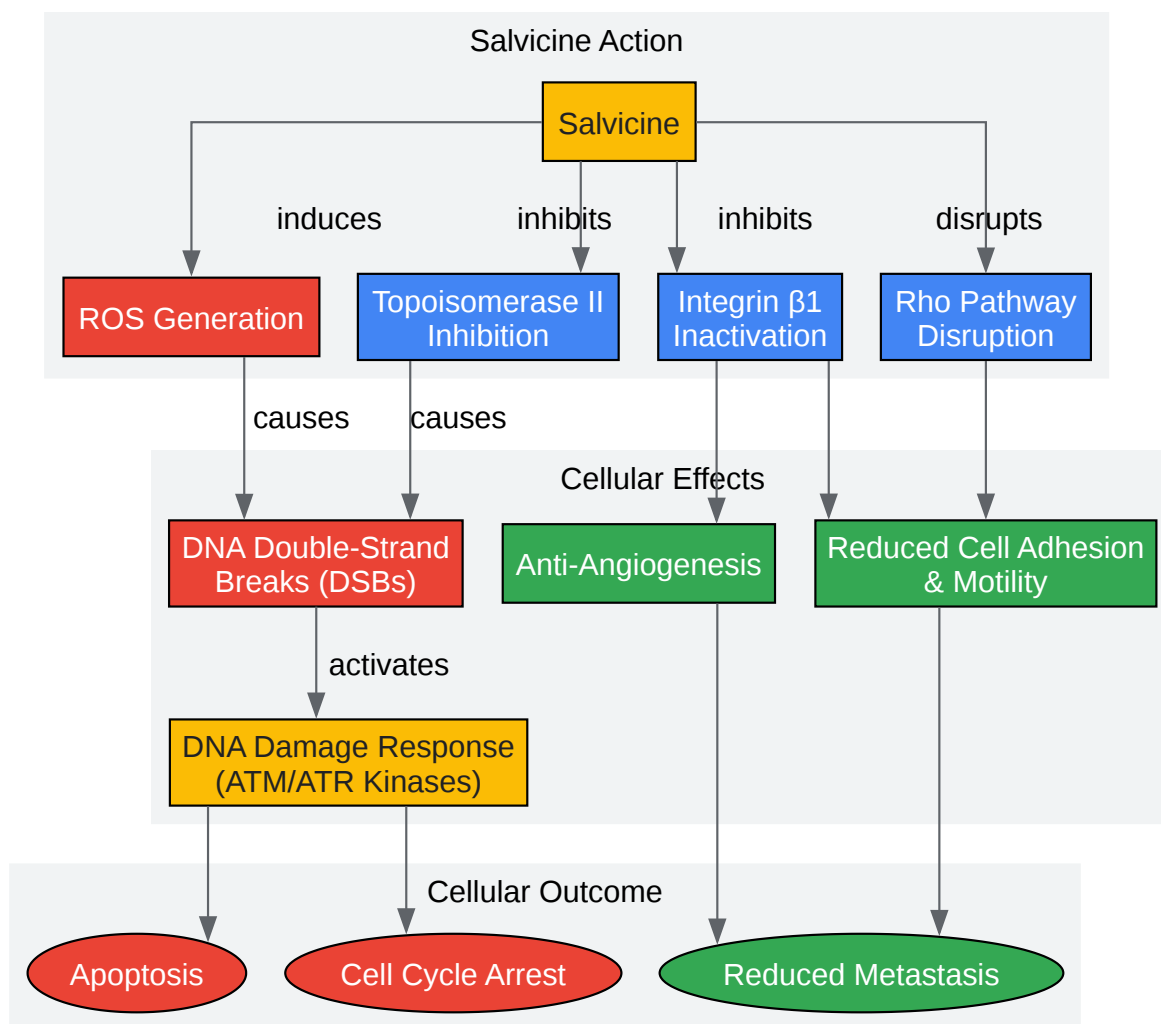 Salvicine Action
Salvicine
induces
inhibits
inhibits
disrupts
ROS Generation
Topoisomerase II
Inhibition
Integrin β1
Inactivation
Rho Pathway
Disruption
causes
causes
Cellular Effects
DNA Double-Strand
Breaks (DSBs)
Anti-Angiogenesis
Reduced Cell Adhesion
& Motility
activates
DNA Damage Response
(ATM/ATR Kinases)
Cellular Outcome
Apoptosis
Cell Cycle Arrest
Reduced Metastasis